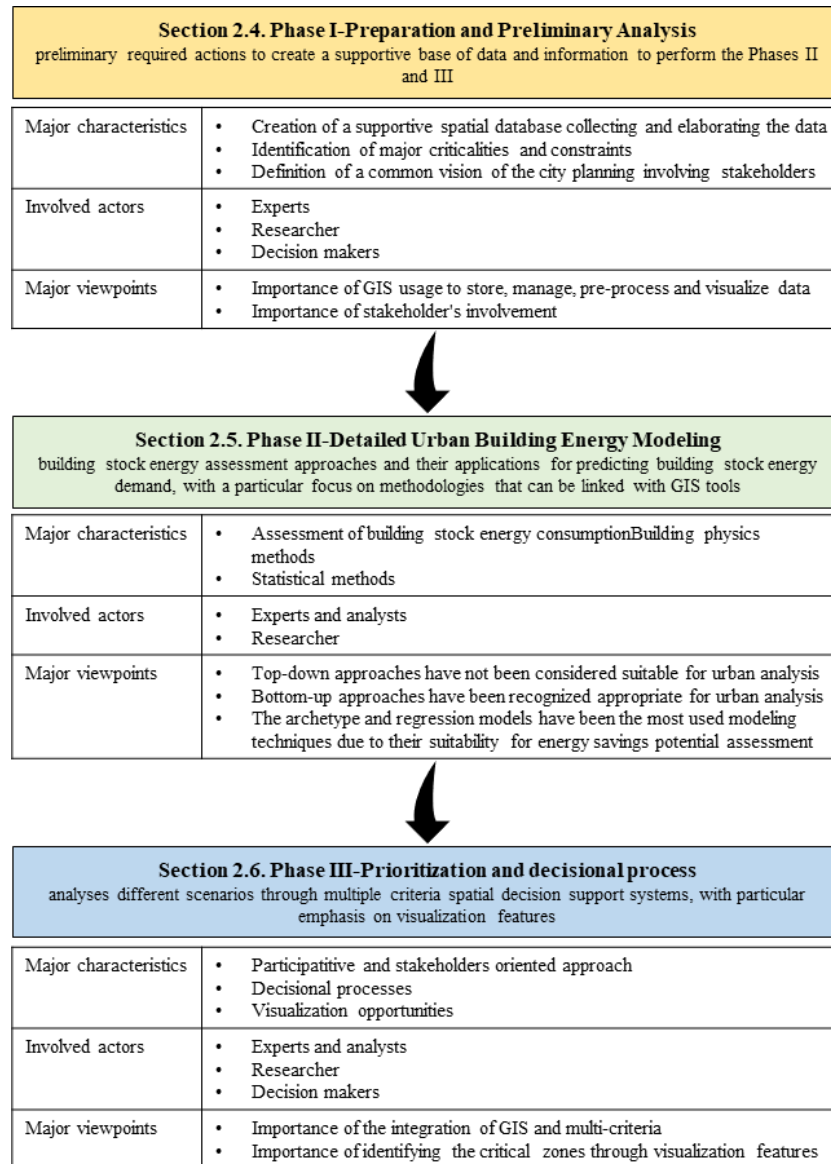 Section 2.4. Phase I-Preparation and Preliminary Analysis
preliminary required actions to create a supportive base of data and information to perform the Phases II
and III
Major characteristics
• Creation of a supportive spatial database collecting and elaborating the data
• Identification of major criticalities and constraints
• Definition of a common vision of the city planning involving stakeholders
Involved actors
• Experts
• Researcher
• Decision makers
Major viewpoints
• Importance of GIS usage to store, manage, pre-process and visualize data
• Importance of stakeholder's involvement
Section 2.5. Phase II-Detailed Urban Building Energy Modeling
building stock energy assessment approaches and their applications for predicting building stock energy
demand, with a particular focus on methodologies that can be linked with GIS tools
Major characteristics
• Assessment of building stock energy consumptionBuilding physics
methods
• Statistical methods
Involved actors
• Experts and analysts
• Researcher
Major viewpoints
• Top-down approaches have not been considered suitable for urban analysis
• Bottom-up approaches have been recognized appropriate for urban analysis
• The archetype and regression models have been the most used modeling
techniques due to their suitability for energy savings potential assessment
Section 2.6. Phase III-Prioritization and decisional process
analyses different scenarios through multiple criteria spatial decision support systems, with particular
emphasis on visualization features
Major characteristics
• Participatitive and stakeholders oriented approach
• Decisional processes
• Visualization opportunities
Involved actors
• Experts and analysts
• Researcher
• Decision makers
Major viewpoints
• Importance of the integration of GIS and multi-criteria
• Importance of identifying the critical zones through visualization features